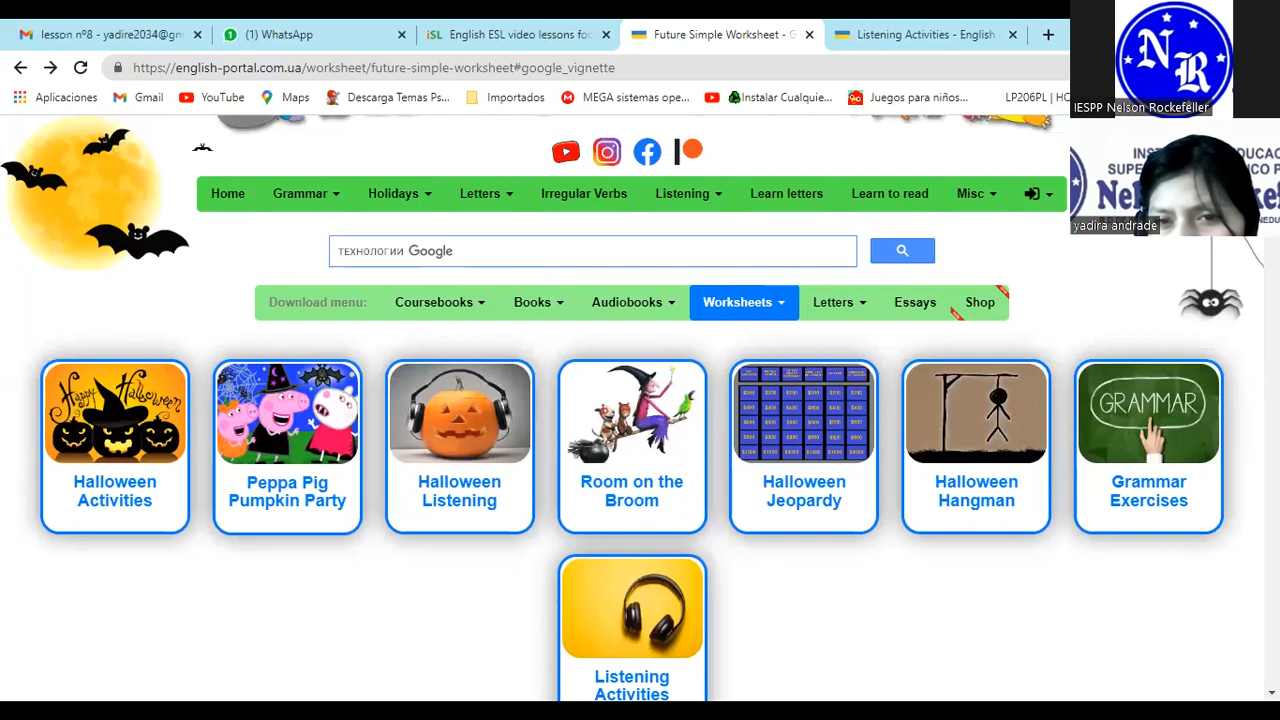 lesson nº8 - yadire2034@gm
(1) WhatsApp
iSL English ESL video lessons fo
Future Simple Worksheet - G
Listening Activities - English
https://english-portal.com.ua/worksheet/future-simple-worksheet#google_vignette
Aplicaciones Gmail YouTube Maps Descarga Temas Ps... Importados MEGA sistemas ope... Instalar Cualquie... Juegos para niños... LP206PL | HO
NR
IESPP Nelson Rockefeller
yadira andrade
Home Grammar Holidays Letters Irregular Verbs Listening Learn letters Learn to read Misc
ТЕХНОЛОГИИ Google
Download menu: Coursebooks Books Audiobooks Worksheets Letters Essays Shop
Happy Halloween
GRAMMAR
Halloween Activities
Peppa Pig Pumpkin Party
Halloween Listening
Room on the Broom
Halloween Jeopardy
Halloween Hangman
Grammar Exercises
Listening Activities